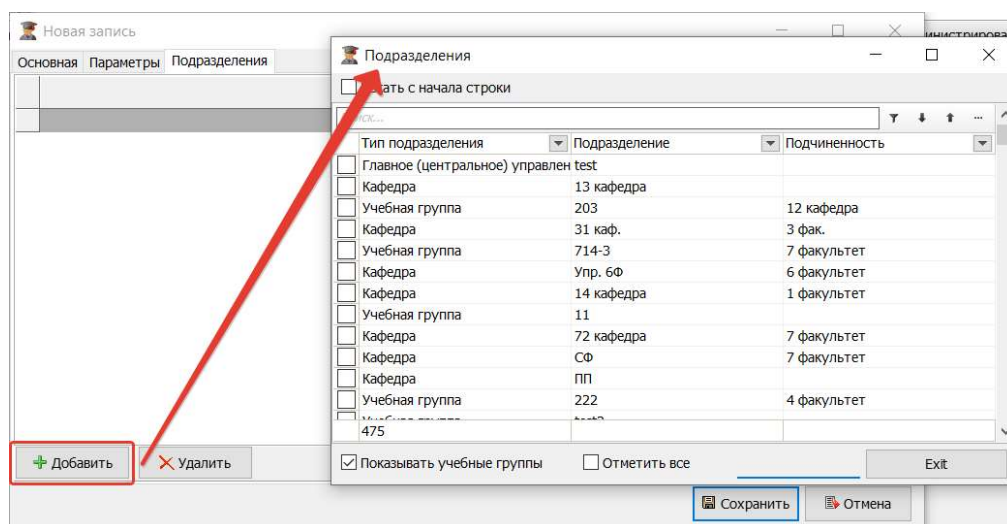 Новая запись
Основная Параметры Подразделения
Подразделения
с начала строки
Тип подразделения Подразделение Подчиненность
Главное (центральное) управлен test
Кафедра 13 кафедра
Учебная группа 203 12 кафедра
Кафедра 31 каф. 3 фак.
Учебная группа 714-3 7 факультет
Кафедра Упр. 6Ф 6 факультет
Кафедра 14 кафедра 1 факультет
Учебная группа 11
Кафедра 72 кафедра 7 факультет
Кафедра СФ 7 факультет
Кафедра ПП
Учебная группа 222 4 факультет
475
Добавить Удалить
Показывать учебные группы Отметить все Exit
Сохранить Отмена